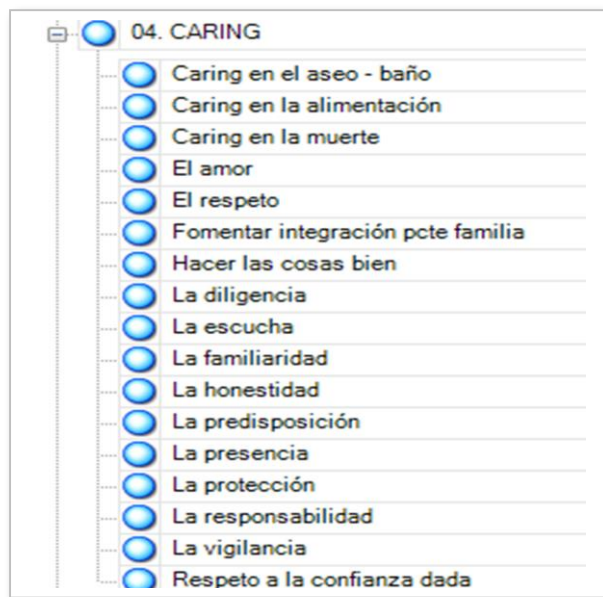 04. CARING
Caring en el aseo - baño
Caring en la alimentación
Caring en la muerte
El amor
El respeto
Fomentar integración pcte familia
Hacer las cosas bien
La diligencia
La escucha
La familiaridad
La honestidad
La predisposición
La presencia
La protección
La responsabilidad
La vigilancia
Respeto a la confianza dada